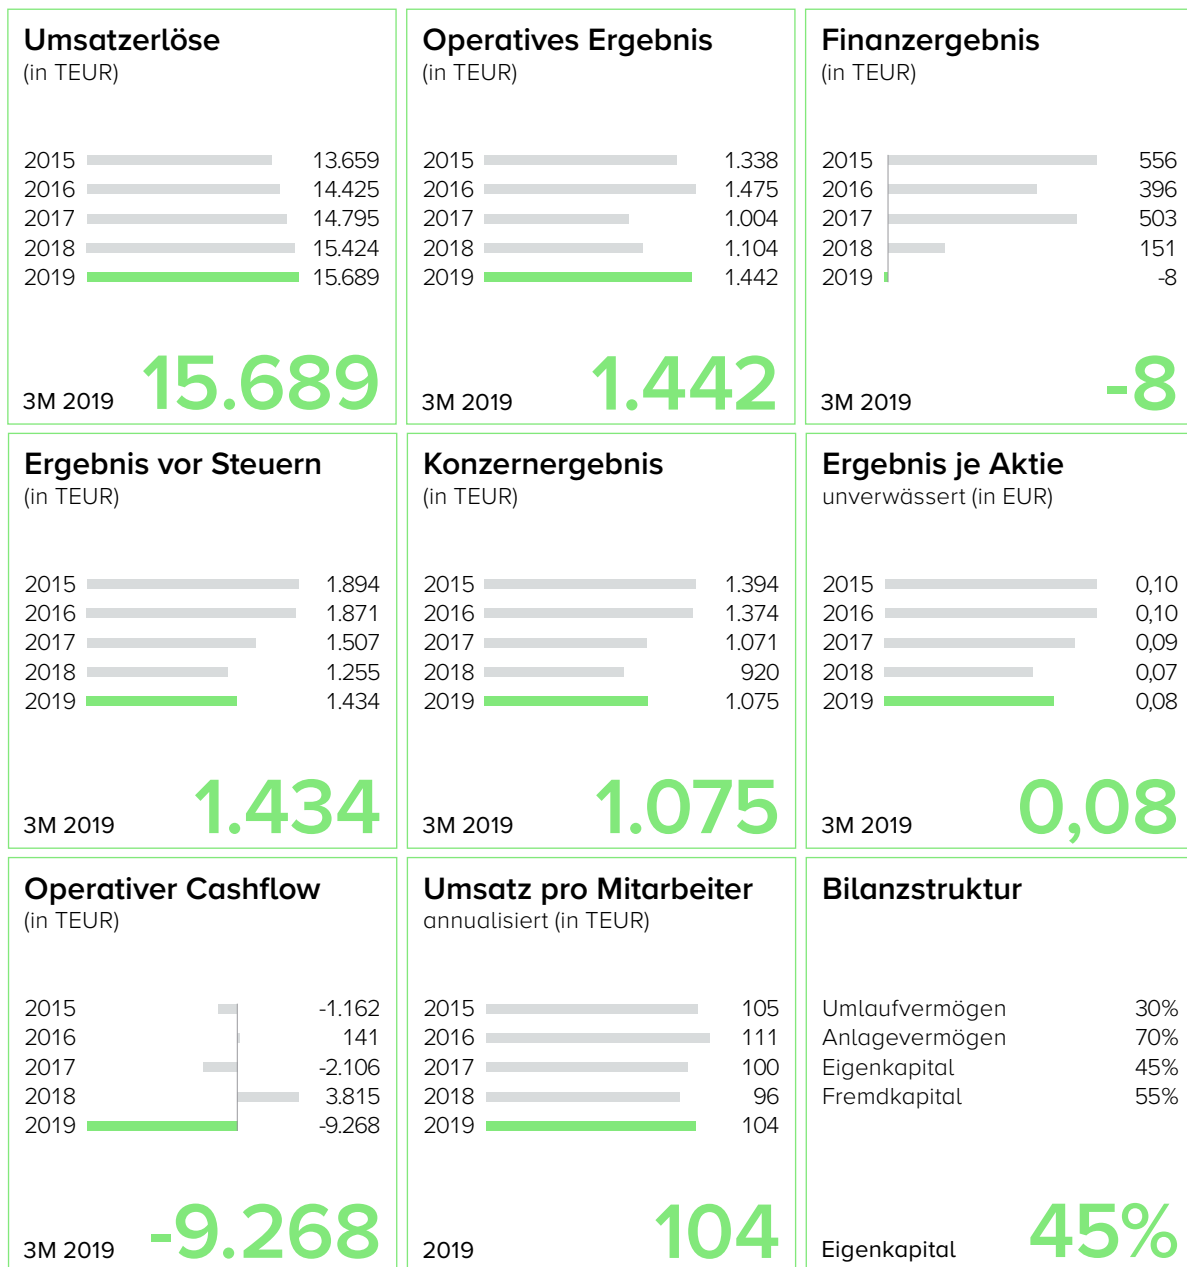 Umsatzerlöse
(in TEUR)
2015 13.659
2016 14.425
2017 14.795
2018 15.424
2019 15.689
3M 2019 15.689
Operatives Ergebnis
(in TEUR)
2015 1.338
2016 1.475
2017 1.004
2018 1.104
2019 1.442
3M 2019 1.442
Finanzergebnis
(in TEUR)
2015 556
2016 396
2017 503
2018 151
2019 -8
3M 2019 -8
Ergebnis vor Steuern
(in TEUR)
2015 1.894
2016 1.871
2017 1.507
2018 1.255
2019 1.434
3M 2019 1.434
Konzernergebnis
(in TEUR)
2015 1.394
2016 1.374
2017 1.071
2018 920
2019 1.075
3M 2019 1.075
Ergebnis je Aktie
unverwässert (in EUR)
2015 0,10
2016 0,10
2017 0,09
2018 0,07
2019 0,08
3M 2019 0,08
Operativer Cashflow
(in TEUR)
2015 -1.162
2016 141
2017 -2.106
2018 3.815
2019 -9.268
3M 2019 -9.268
Umsatz pro Mitarbeiter
annualisiert (in TEUR)
2015 105
2016 111
2017 100
2018 96
2019 104
2019 104
Bilanzstruktur
Umlaufvermögen 30%
Anlagevermögen 70%
Eigenkapital 45%
Fremdkapital 55%
Eigenkapital 45%